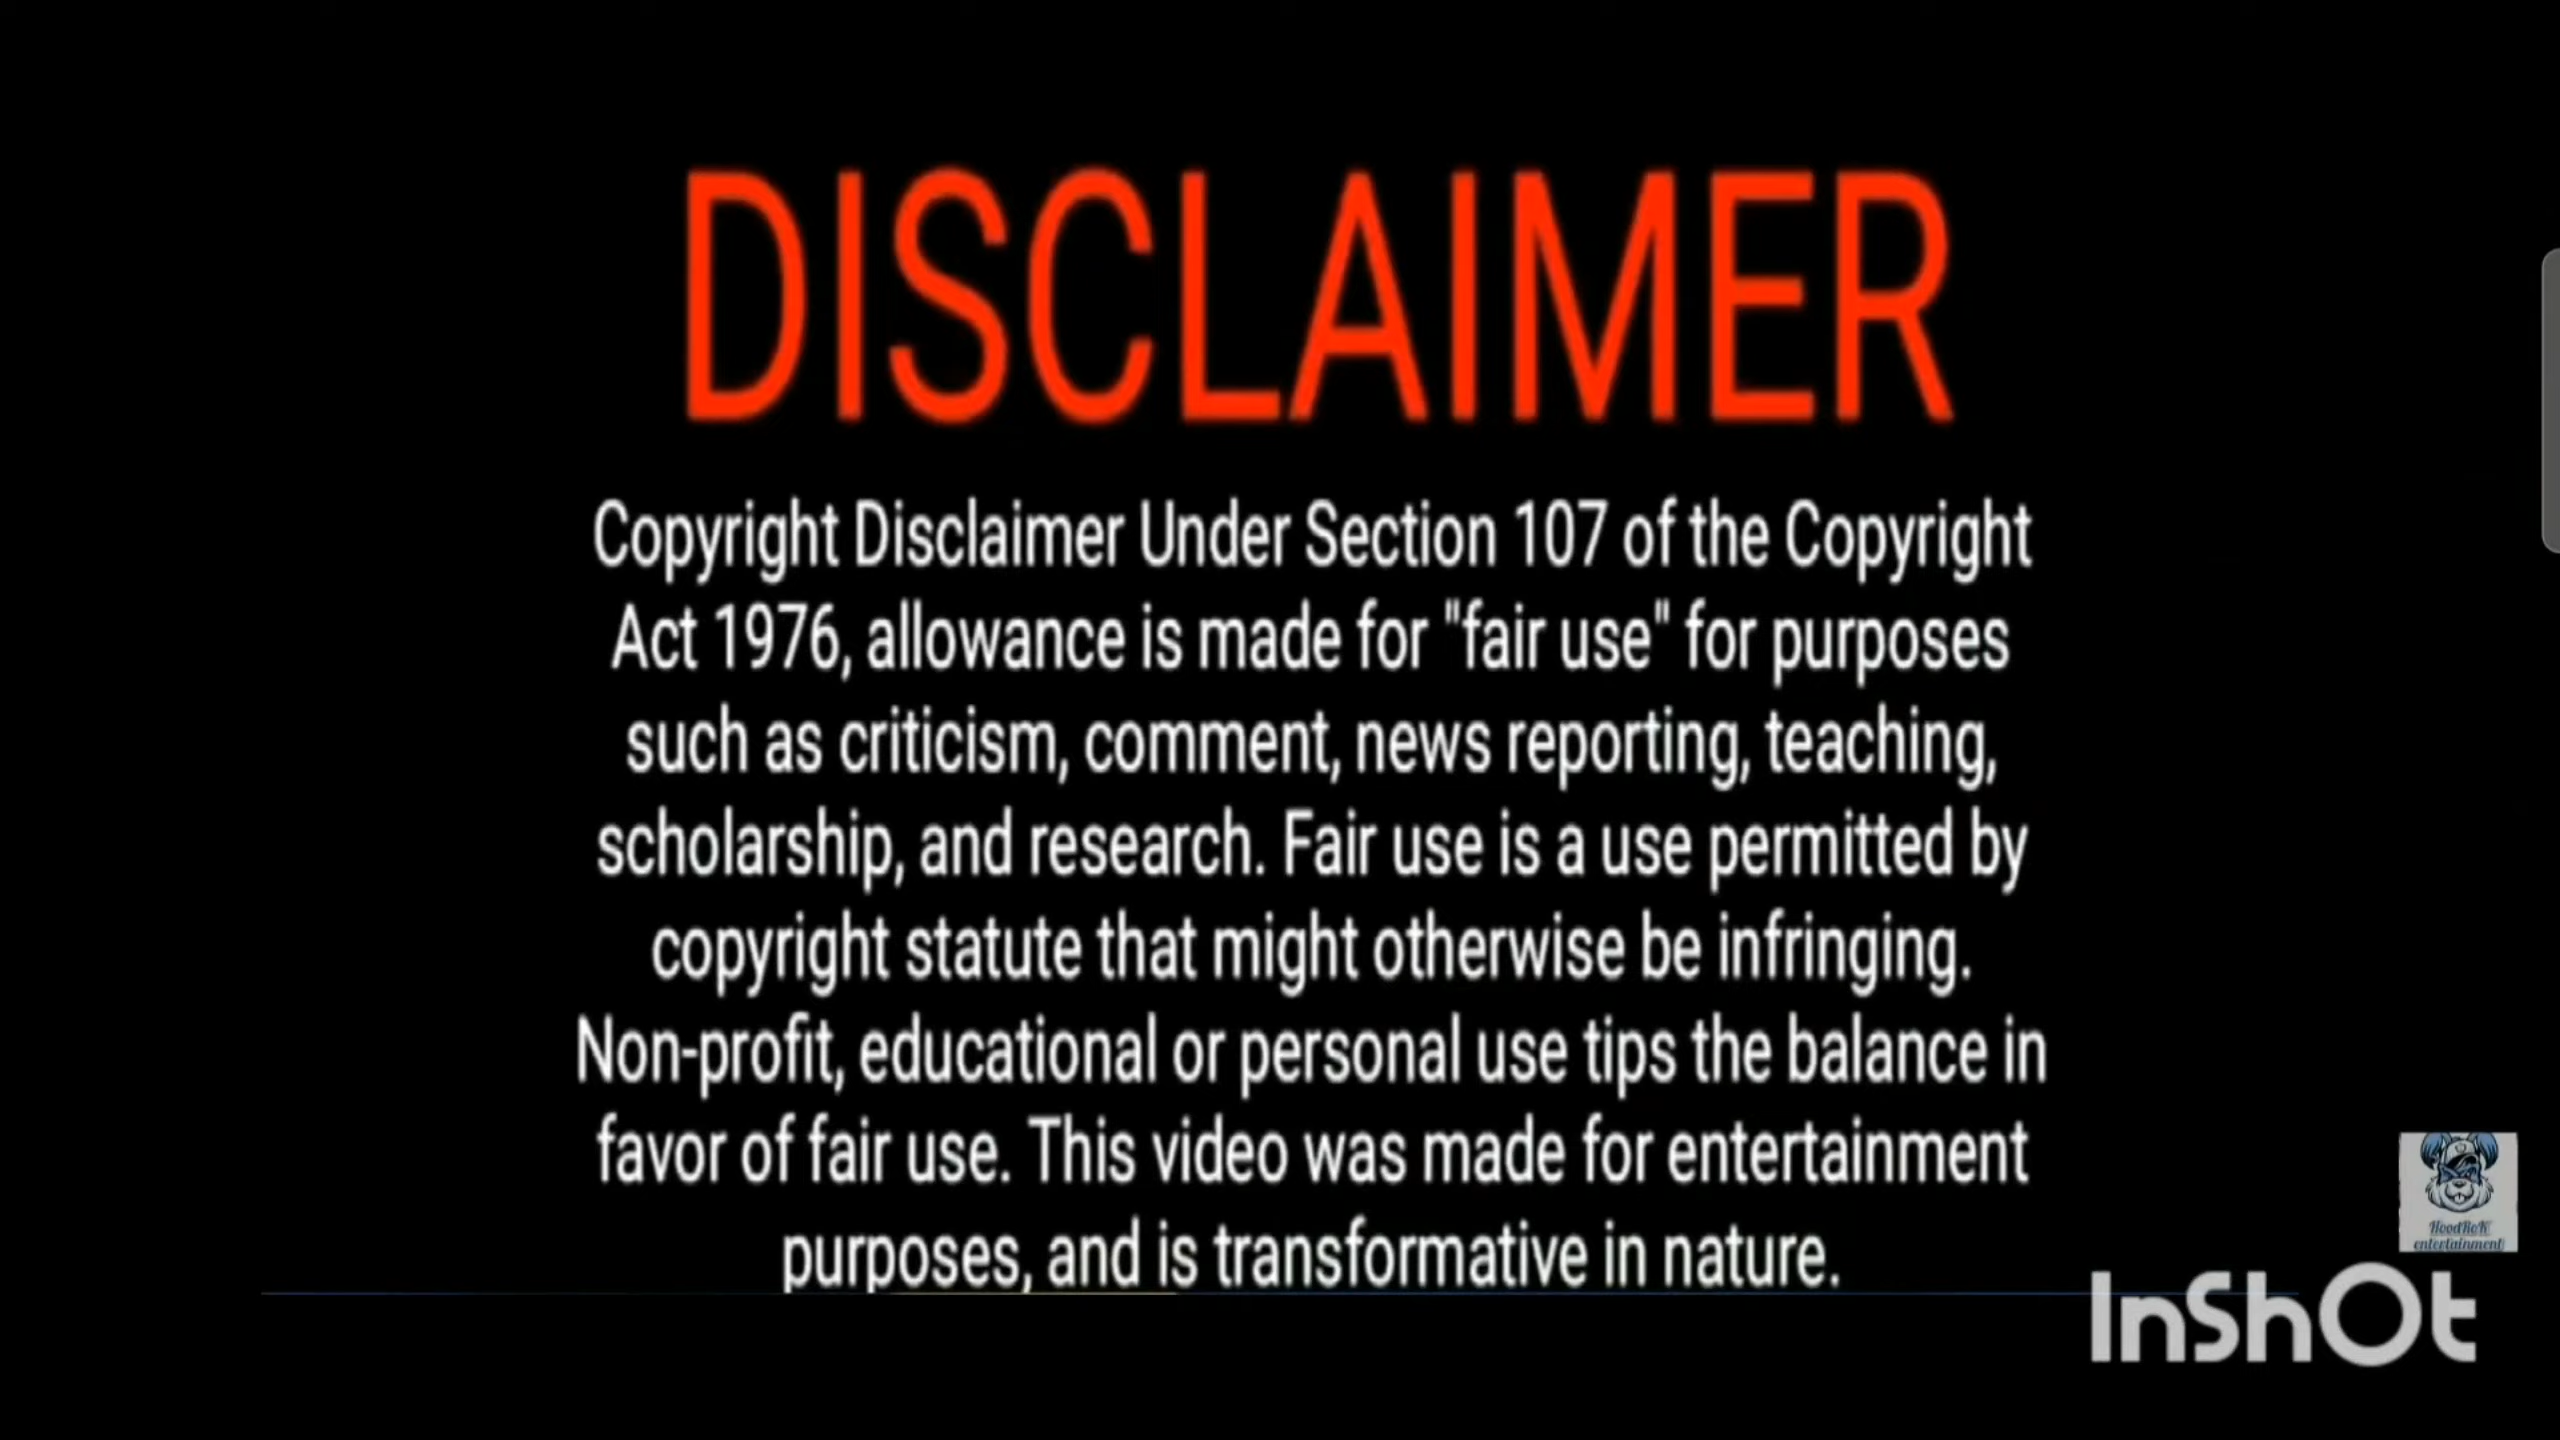 DISCLAIMER
Copyright Disclaimer Under Section 107 of the Copyright
Act 1976, allowance is made for "fair use" for purposes
such as criticism, comment, news reporting, teaching,
scholarship, and research. Fair use is a use permitted by
copyright statute that might otherwise be infringing.
Non-profit, educational or personal use tips the balance in
favor of fair use. This video was made for entertainment
purposes, and is transformative in nature.
HoodRoK
entertainment
InShOt